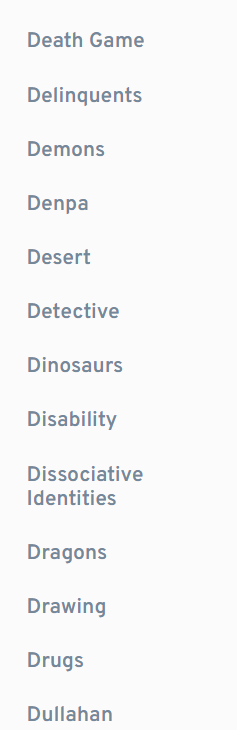 Death Game
Delinquents
Demons
Denpa
Desert
Detective
Dinosaurs
Disability
Dissociative
Identities
Dragons
Drawing
Drugs
Dullahan